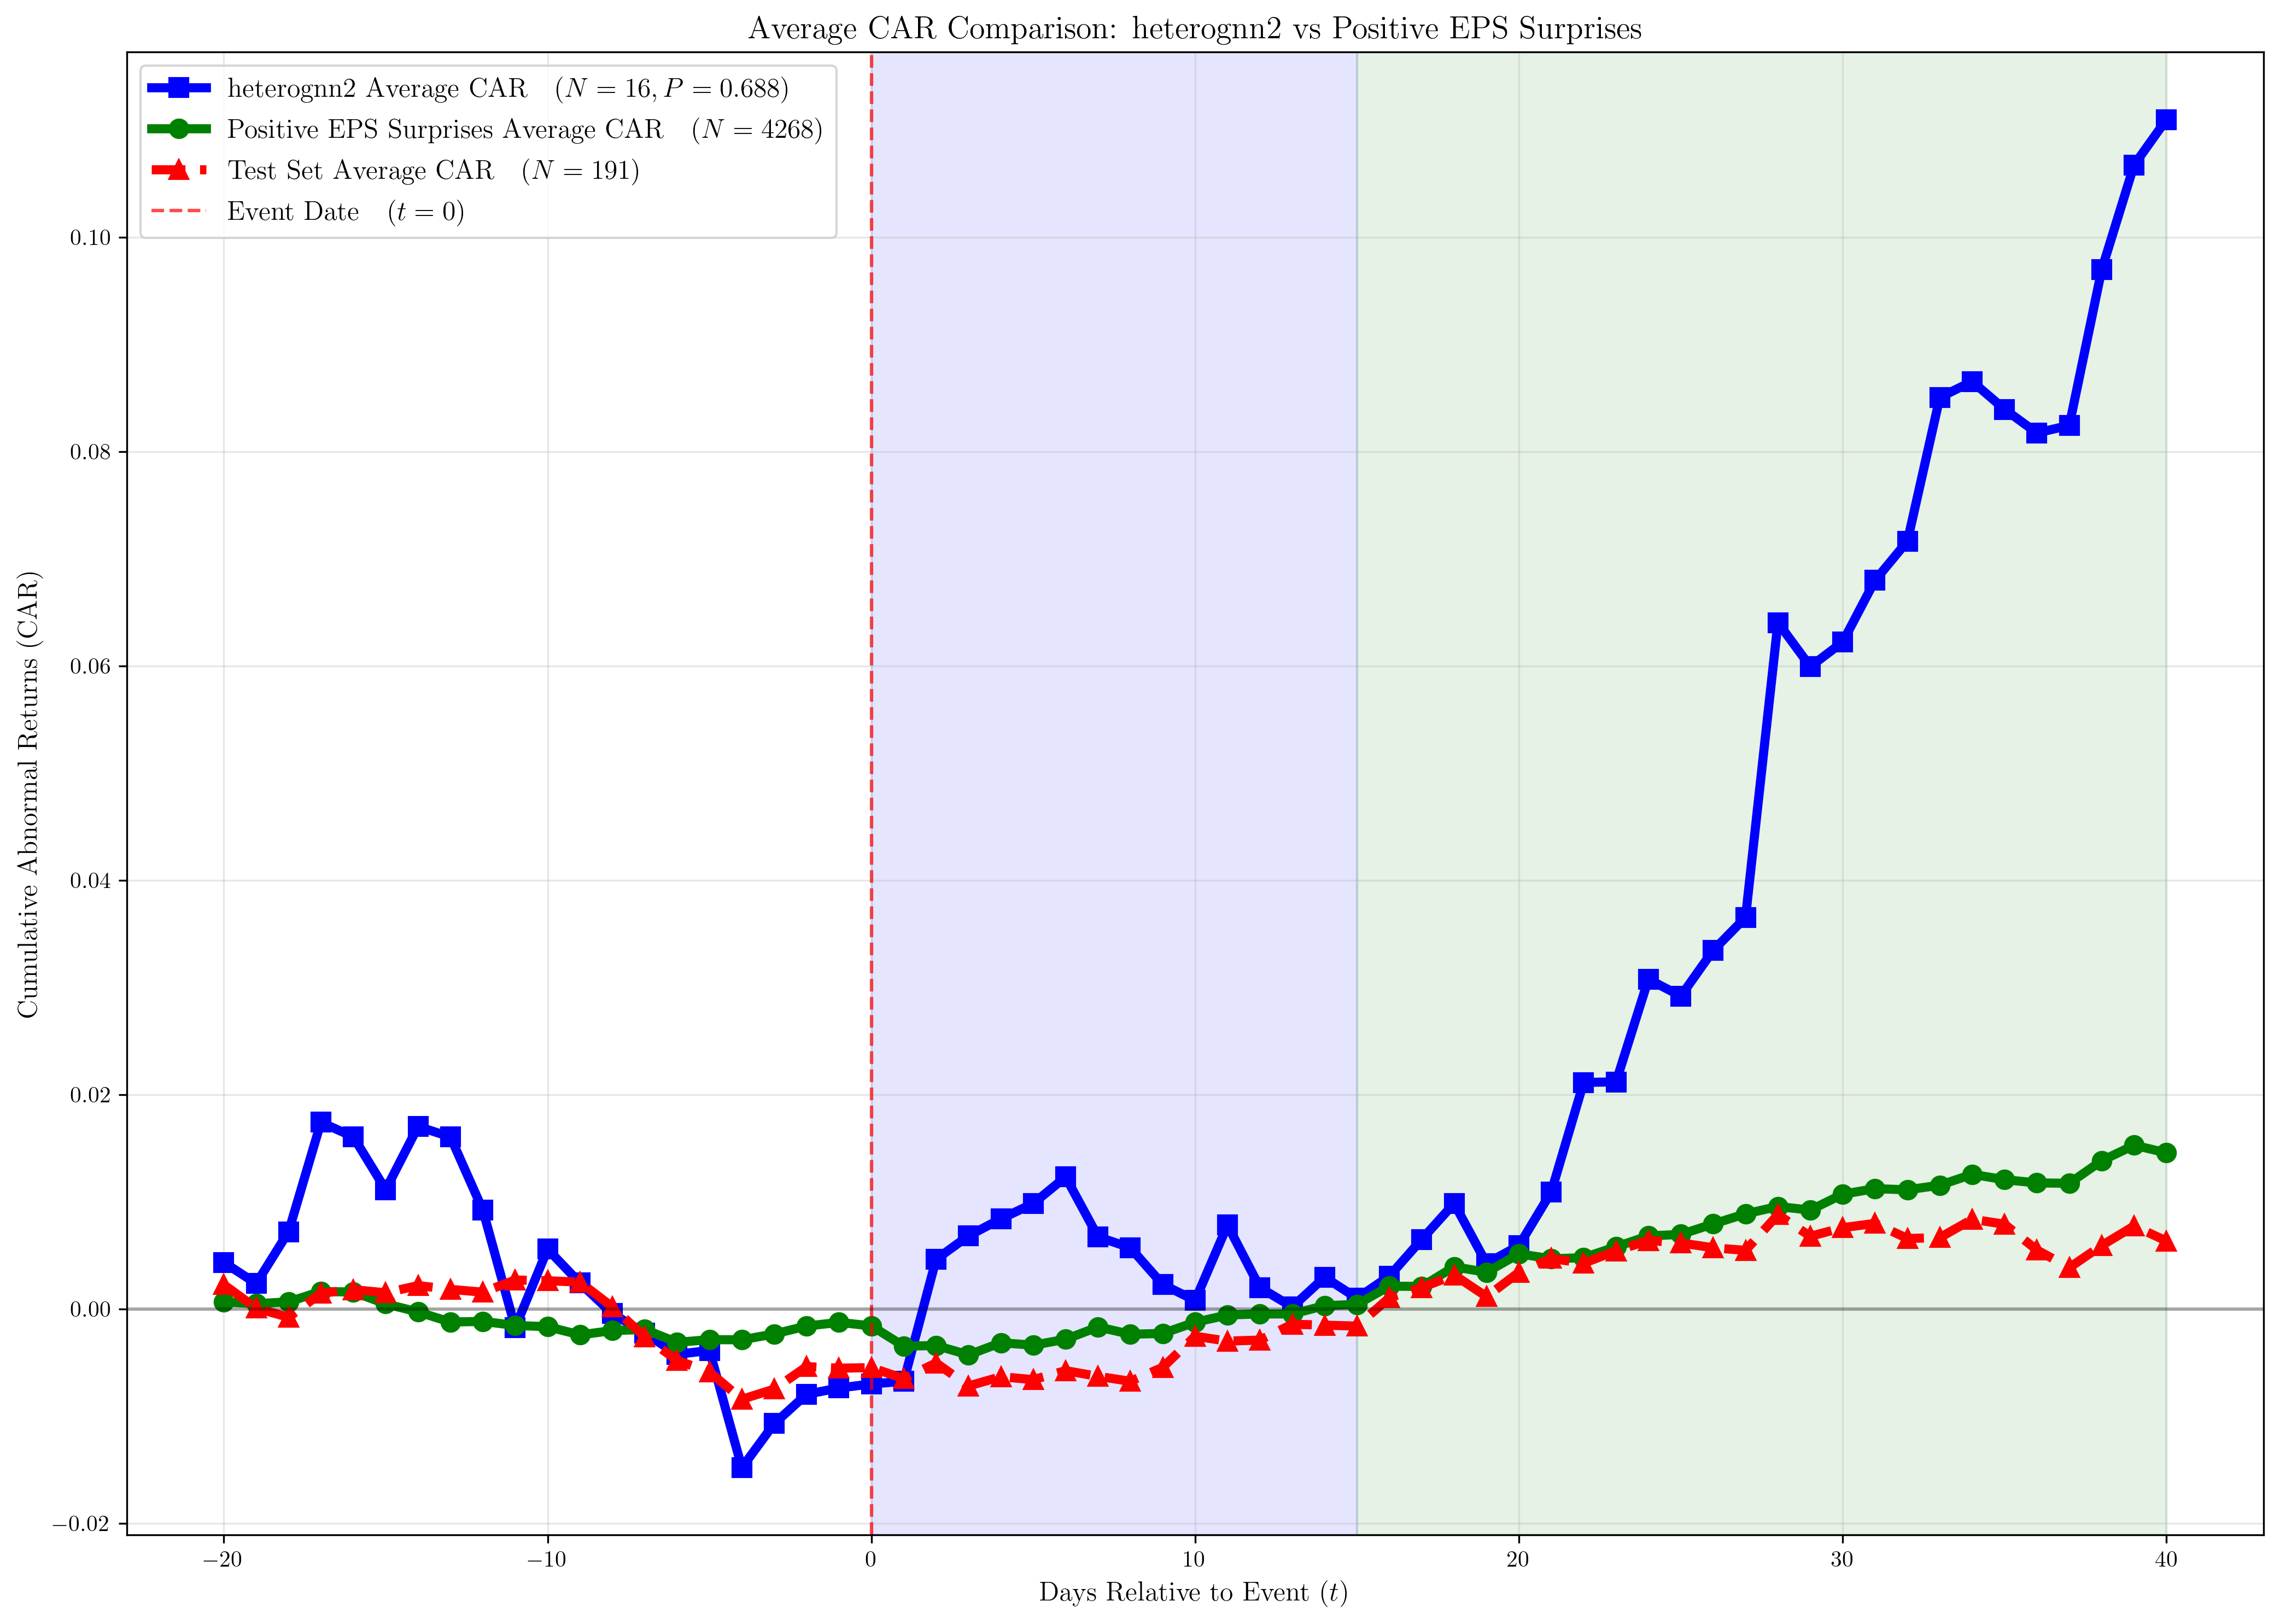 Average CAR Comparison: heterognn2 vs Positive EPS Surprises
heterognn2 Average CAR (N = 16, P = 0.688)
Positive EPS Surprises Average CAR (N = 4268)
Test Set Average CAR (N = 191)
Event Date (t = 0)
Cumulative Abnormal Returns (CAR)
0.10
0.08
0.06
0.04
0.02
0.00
−0.02
−20 −10 0 10 20 30 40
Days Relative to Event (t)